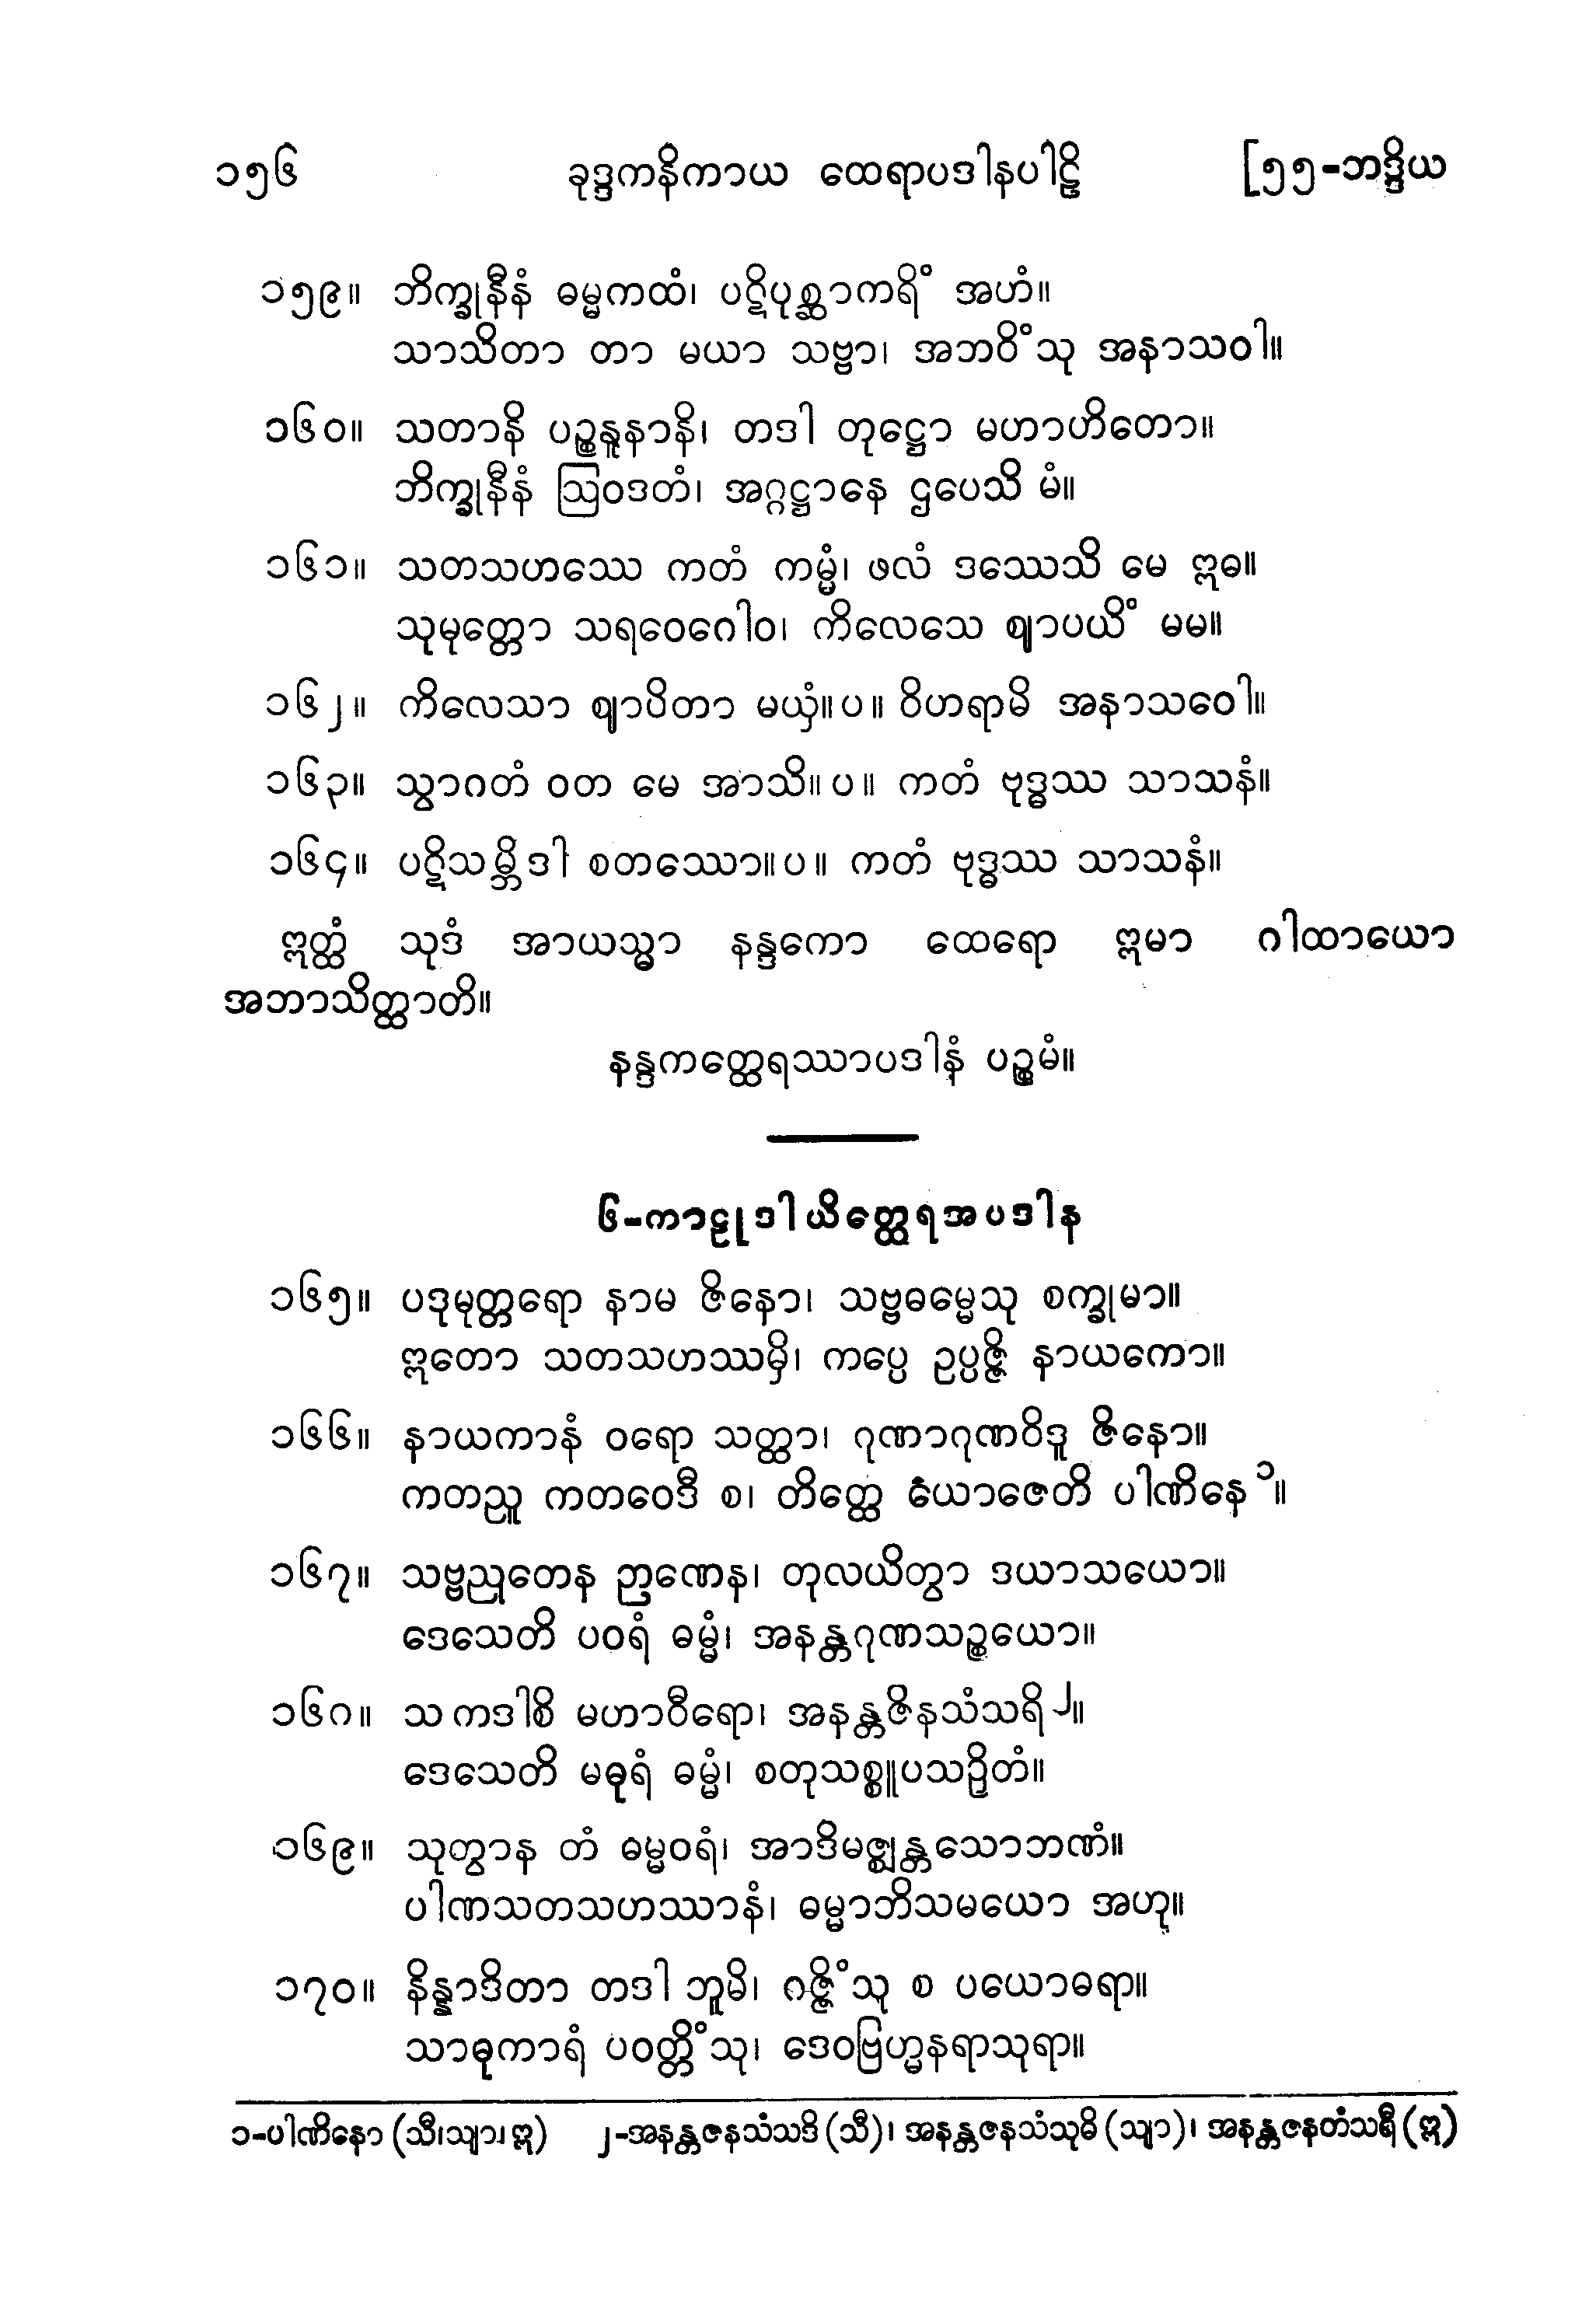 ၁၅၆ ခုဒ္ဒကနိကာယ ထေရာပဒါနပါဠိ [၅၅-ဘဒ္ဒိယ
၁၅၉။ ဘိက္ခုနီနံ ဓမ္မကထံ၊ ပဋိပုစ္ဆာကရိံ အဟံ။
သာသိတာ တာ မယာ သဗ္ဗာ၊ အဘဝိံသု အနာသဝါ။
၁၆၀။ သတာနိ ပဉ္စနူနာနိ၊ တဒါ တုဋ္ဌော မဟာဟိတော။
ဘိက္ခုနီနံ ဩဝဒတံ၊ အဂ္ဂဋ္ဌာနေ ဌပေသိ မံ။
၁၆၁။ သတသဟဿေ ကတံ ကမ္မံ၊ ဖလံ ဒဿေသိ မေ ဣဓ။
သုမုတ္တော သရဝေဂေါဝ၊ ကိလေသေ ဈာပယိံ မမ။
၁၆၂။ ကိလေသာ ဈာပိတာ မယှံ။ ပ။ ဝိဟရာမိ အနာသဝေါ။
၁၆၃။ သွာဂတံ ဝတ မေ အာသိ။ ပ။ ကတံ ဗုဒ္ဓဿ သာသနံ။
၁၆၄။ ပဋိသမ္ဘိဒါ စတဿော။ ပ။ ကတံ ဗုဒ္ဓဿ သာသနံ။
ဣတ္ထံ သုဒံ အာယသ္မာ နန္ဒကော ထေရော ဣမာ ဂါထာယော
အဘာသိတ္ထာတိ။
နန္ဒကတ္ထေရဿာပဒါနံ ပဉ္စမံ။
၆-ကာဠုဒါယိတ္ထေရအပဒါန
၁၆၅။ ပဒုမုတ္တရော နာမ ဇိနော၊ သဗ္ဗဓမ္မေသု စက္ခုမာ။
ဣတော သတသဟဿမှိ၊ ကပ္ပေ ဥပ္ပဇ္ဇိ နာယကော။
၁၆၆။ နာယကာနံ ဝရော သတ္ထာ၊ ဂုဏာဂုဏဝိဒူ ဇိနော။
ကတညူ ကတဝေဒီ စ၊ တိတ္ထေ ယောဇေတိ ပါဏိနေ ၁။
၁၆၇။ သဗ္ဗညုတေန ဉာဏေန၊ တုလယိတွာ ဒယာသယော။
ဒေသေတိ ပဝရံ ဓမ္မံ၊ အနန္တဂုဏသဉ္စယော။
၁၆၈။ သ ကဒါစိ မဟာဝီရော၊ အနန္တဇိနသံသရိ ၂။
ဒေသေတိ မဓုရံ ဓမ္မံ၊ စတုသစ္စူပသဉှိတံ။
၁၆၉။ သုတွာန တံ ဓမ္မဝရံ၊ အာဒိမဇ္ဈန္တသောဘဏံ။
ပါဏသတသဟဿာနံ၊ ဓမ္မာဘိသမယော အဟု။
၁၇၀။ နိန္နာဒိတာ တဒါ ဘူမိ၊ ဂဇ္ဇိံသု စ ပယောဓရာ။
သာဓုကာရံ ပဝတ္တိံသု၊ ဒေဝဗြဟ္မနရာသုရာ။
၁-ပါဏိနော (သီ၊သျာ၊ ဣ) ၂-အနန္တဇနသံသဒိ (သီ)၊ အနန္တဇနသံသုဓိ (သျာ)၊ အနန္တဇနတံသရီ (ဣ)